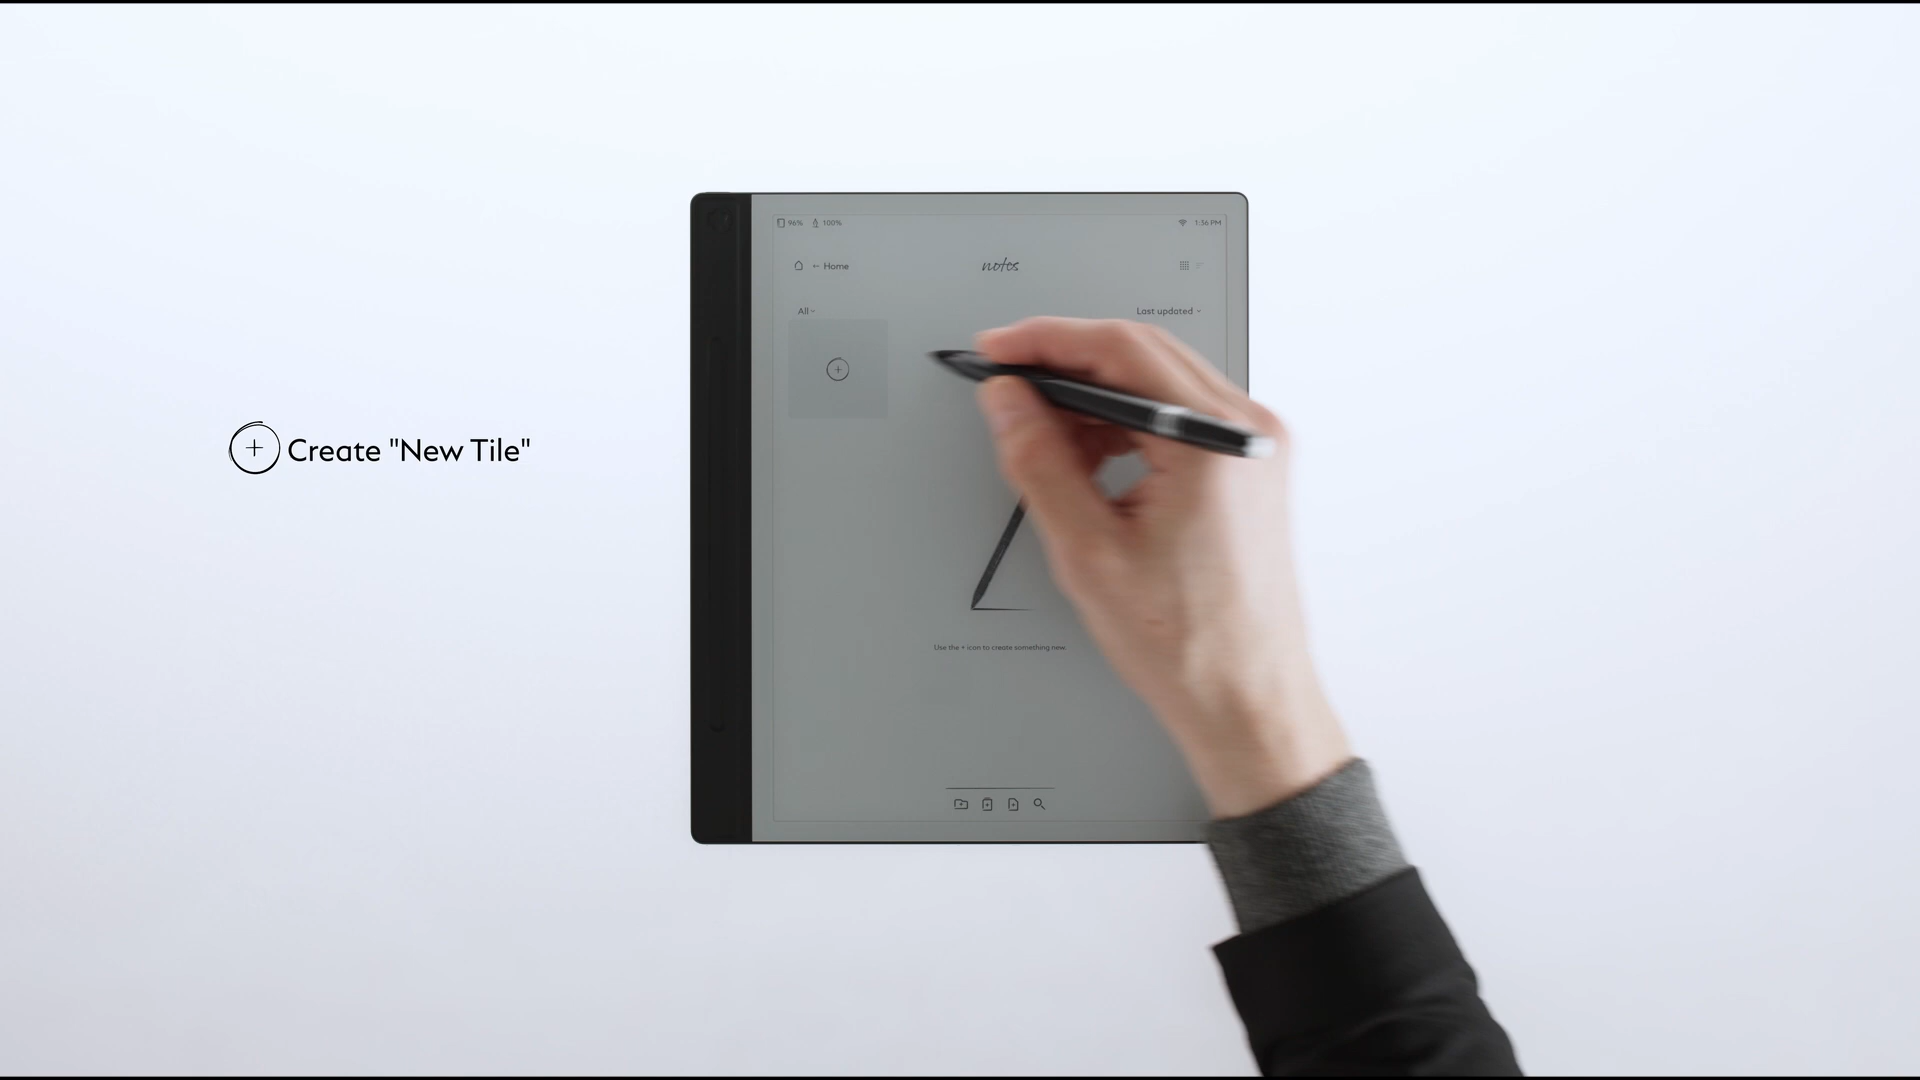 96% 100% 1:56 PM
← Home notes
All Last updated
Create "New Tile"
Use the + icon to create something new.